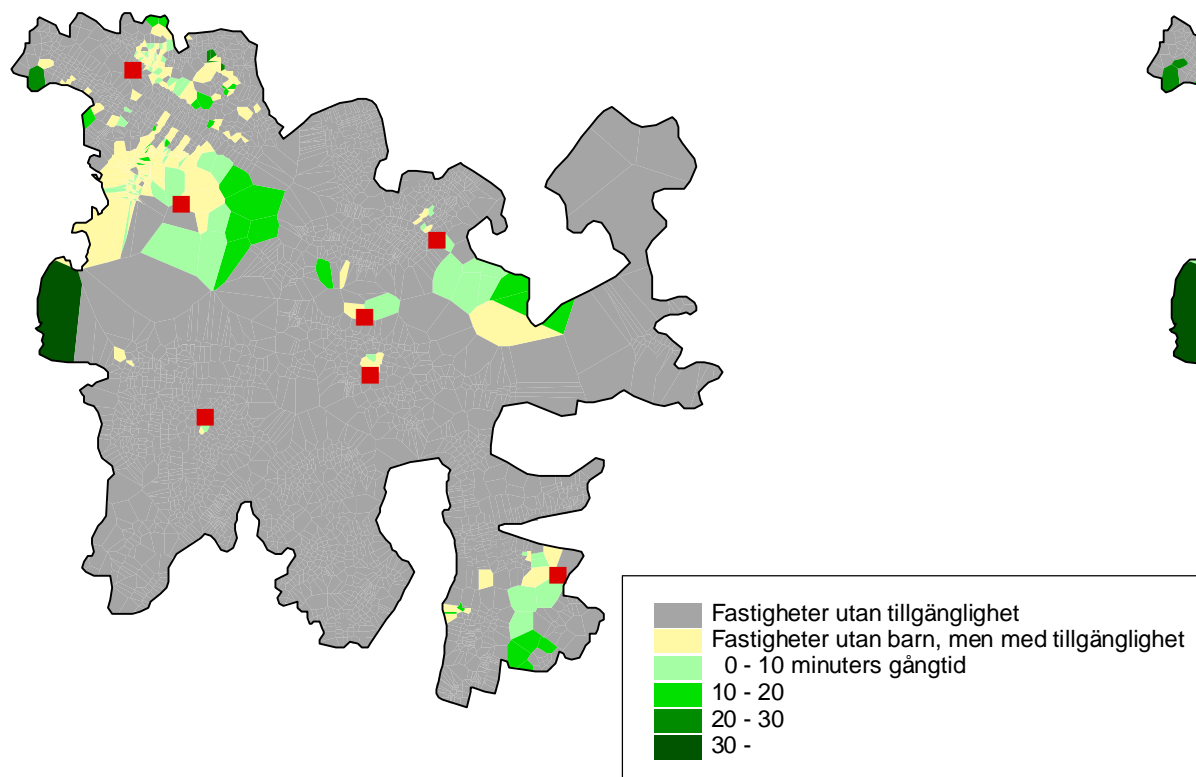 Fastigheter utan tillgänglighet
Fastigheter utan barn, men med tillgänglighet
0 - 10 minuters gångtid
10 - 20
20 - 30
30 -